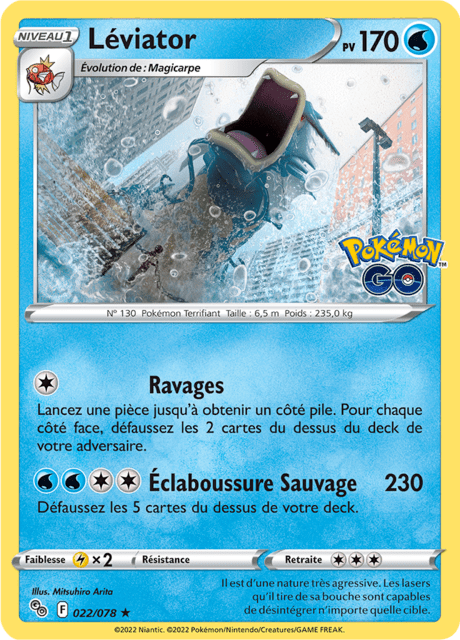 NIVEAU 1
Léviator
PV 170
Évolution de : Magicarpe
POKÉMON™
GO
N° 130 Pokémon Terrifiant Taille : 6,5 m Poids : 235,0 kg
Ravages
Lancez une pièce jusqu'à obtenir un côté pile. Pour chaque
côté face, défaussez les 2 cartes du dessus du deck de
votre adversaire.
Éclaboussure Sauvage 230
Défaussez les 5 cartes du dessus de votre deck.
Faiblesse ×2 Résistance Retraite
Illus. Mitsuhiro Arita
Il est d'une nature très agressive. Les lasers
qu'il tire de sa bouche sont capables
de désintégrer n'importe quelle cible.
GO F 022/078 ★
©2022 Niantic. ©2022 Pokémon/Nintendo/Creatures/GAME FREAK.